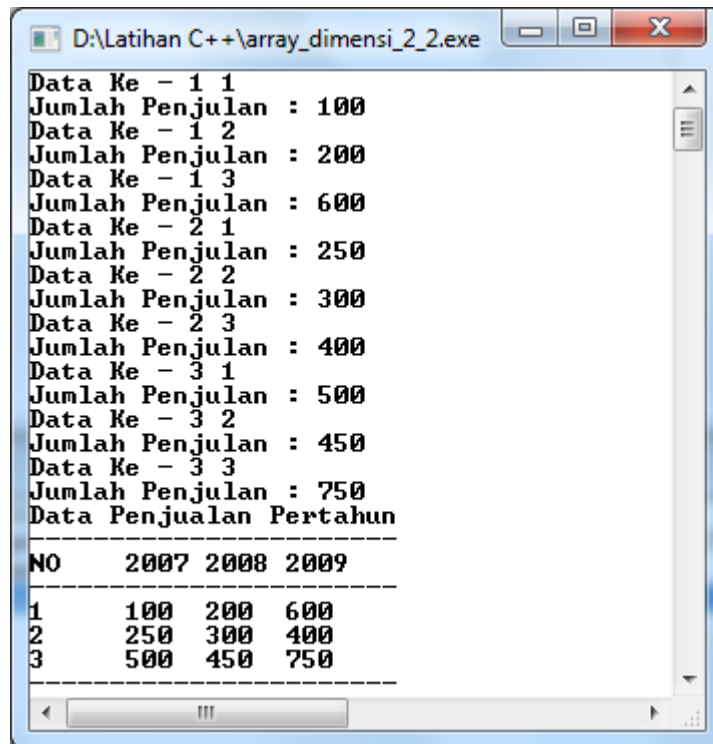 D:\Latihan C++\array_dimensi_2_2.exe
Data Ke - 1 1
Jumlah Penjulan : 100
Data Ke - 1 2
Jumlah Penjulan : 200
Data Ke - 1 3
Jumlah Penjulan : 600
Data Ke - 2 1
Jumlah Penjulan : 250
Data Ke - 2 2
Jumlah Penjulan : 300
Data Ke - 2 3
Jumlah Penjulan : 400
Data Ke - 3 1
Jumlah Penjulan : 500
Data Ke - 3 2
Jumlah Penjulan : 450
Data Ke - 3 3
Jumlah Penjulan : 750
Data Penjualan Pertahun
-----------------------
NO 2007 2008 2009
-----------------------
1 100 200 600
2 250 300 400
3 500 450 750
-----------------------